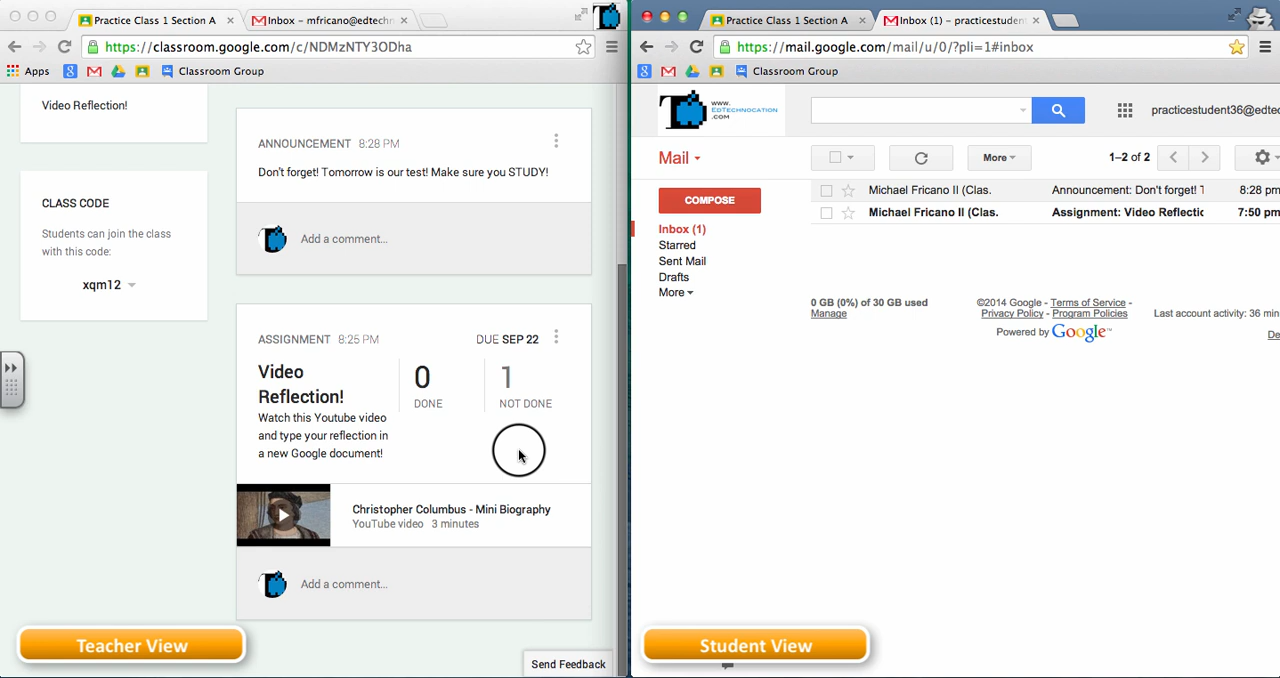 Practice Class 1 Section A
Inbox - mfricano@edtechn
https://classroom.google.com/c/NDMzNTY3ODha
Apps
Classroom Group
Video Reflection!
CLASS CODE
Students can join the class
with this code:
xqm12
ANNOUNCEMENT 8:28 PM
Don't forget! Tomorrow is our test! Make sure you STUDY!
Add a comment...
ASSIGNMENT 8:25 PM DUE SEP 22
Video
Reflection!
0
DONE
1
NOT DONE
Watch this Youtube video
and type your reflection in
a new Google document!
Christopher Columbus - Mini Biography
YouTube video 3 minutes
Add a comment...
Teacher View
Send Feedback
Practice Class 1 Section A
Inbox (1) - practicestuden
https://mail.google.com/mail/u/0/?pli=1#inbox
Classroom Group
www.
EdTechnocation
.com
practicestudent36@edtec
Mail
More
1–2 of 2
COMPOSE
Inbox (1)
Starred
Sent Mail
Drafts
More
Michael Fricano II (Clas. Announcement: Don't forget! T 8:28 pm
Michael Fricano II (Clas. Assignment: Video Reflectic 7:50 pm
0 GB (0%) of 30 GB used
Manage
©2014 Google - Terms of Service -
Privacy Policy - Program Policies
Powered by Google™
Last account activity: 36 min
De
Student View